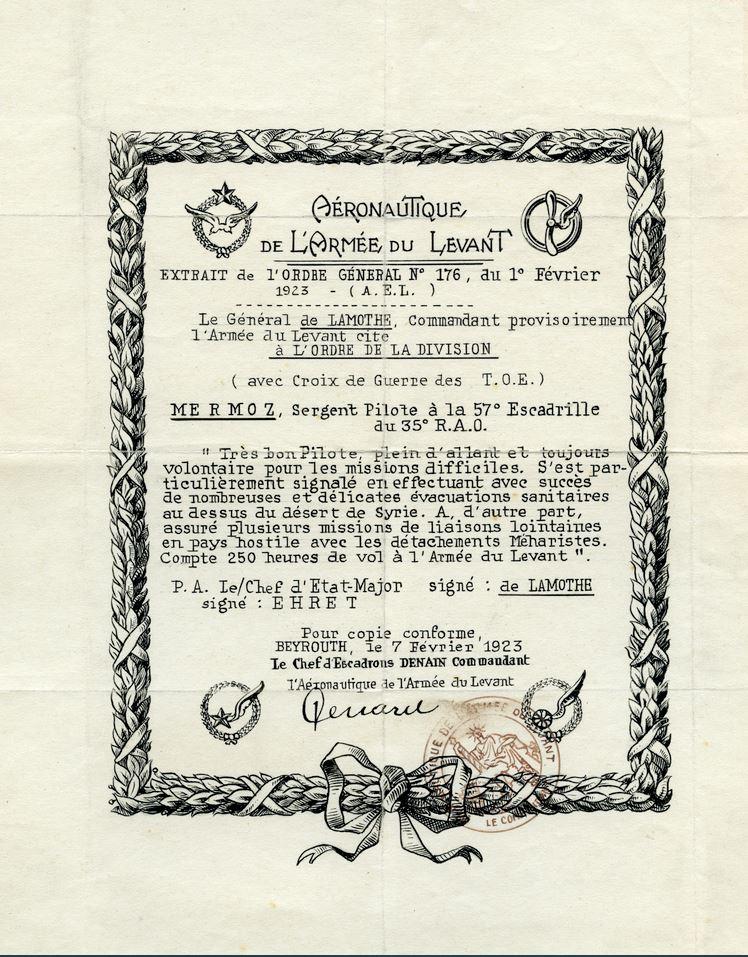 AÉRONAUTIQUE
DE L'ARMÉE DU LEVANT
EXTRAIT de l'ORDRE GÉNÉRAL N° 176, du 1° Février
1923 - ( A.E.L. )
Le Général de LAMOTHE, Commandant provisoirement
l'Armée du Levant cite
à L'ORDRE DE LA DIVISION
( avec Croix de Guerre des T.O.E.)
MERMOZ, Sergent Pilote à la 57° Escadrille
du 35° R.A.O.
" Très bon Pilote, plein d'allant et toujours
volontaire pour les missions difficiles. S'est par-
ticulièrement signalé en effectuant avec succès
de nombreuses et délicates évacuations sanitaires
au dessus du désert de Syrie. A, d'autre part,
assuré plusieurs missions de liaisons lointaines
en pays hostile avec les détachements Méharistes.
Compte 250 heures de vol à l'Armée du Levant ".
P.A. Le/Chef d'Etat-Major signé : de LAMOTHE
signé : EHRET
Pour copie conforme,
BEYROUTH, le 7 Février 1923
Le Chef d'Escadrons DENAIN Commandant
l'Aéronautique de l'Armée du Levant